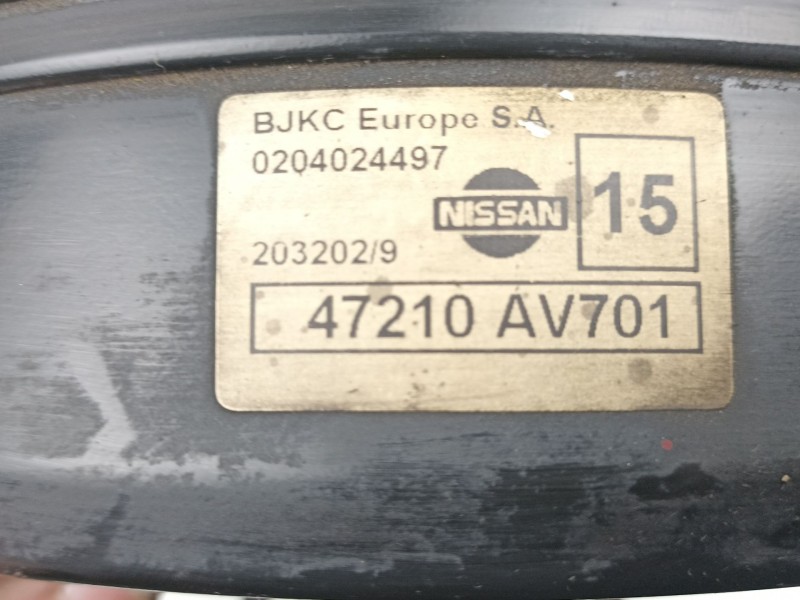 BJKC Europe S.A.
0204024497
NISSAN
15
203202/9
47210 AV701